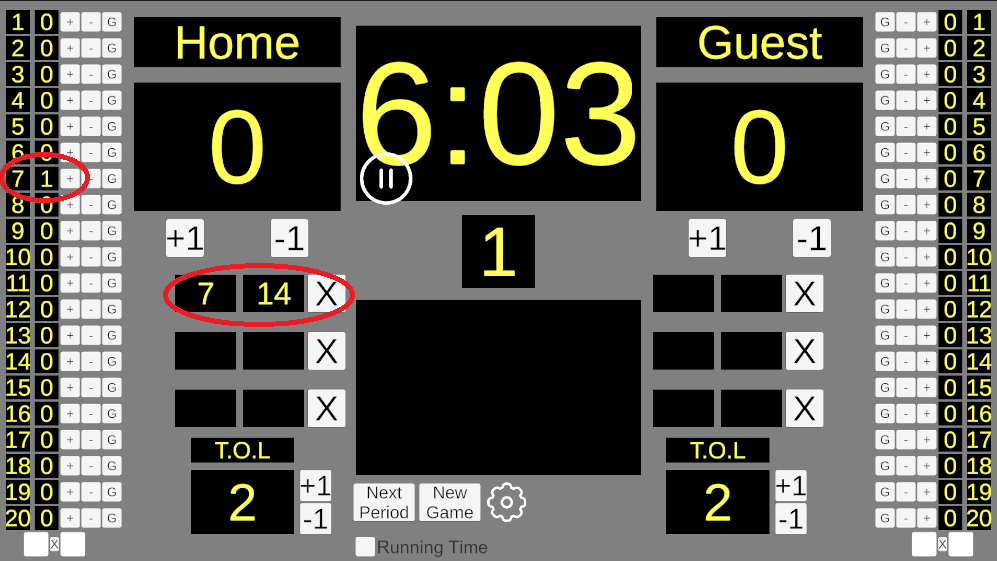 Home
6:03
Guest
0
0
+1 -1
1
+1 -1
7 14 X
X
X
X
X
X
T.O.L
T.O.L
2
+1
-1
2
+1
-1
Next Period
New Game
Running Time
1 0 + - G
2 0 + - G
3 0 + - G
4 0 + - G
5 0 + - G
6 0 + - G
7 1 + - G
8 0 + - G
9 0 + - G
10 0 + - G
11 0 + - G
12 0 + - G
13 0 + - G
14 0 + - G
15 0 + - G
16 0 + - G
17 0 + - G
18 0 + - G
19 0 + - G
20 0 + - G
X
G - + 0 1
G - + 0 2
G - + 0 3
G - + 0 4
G - + 0 5
G - + 0 6
G - + 0 7
G - + 0 8
G - + 0 9
G - + 0 10
G - + 0 11
G - + 0 12
G - + 0 13
G - + 0 14
G - + 0 15
G - + 0 16
G - + 0 17
G - + 0 18
G - + 0 19
G - + 0 20
X